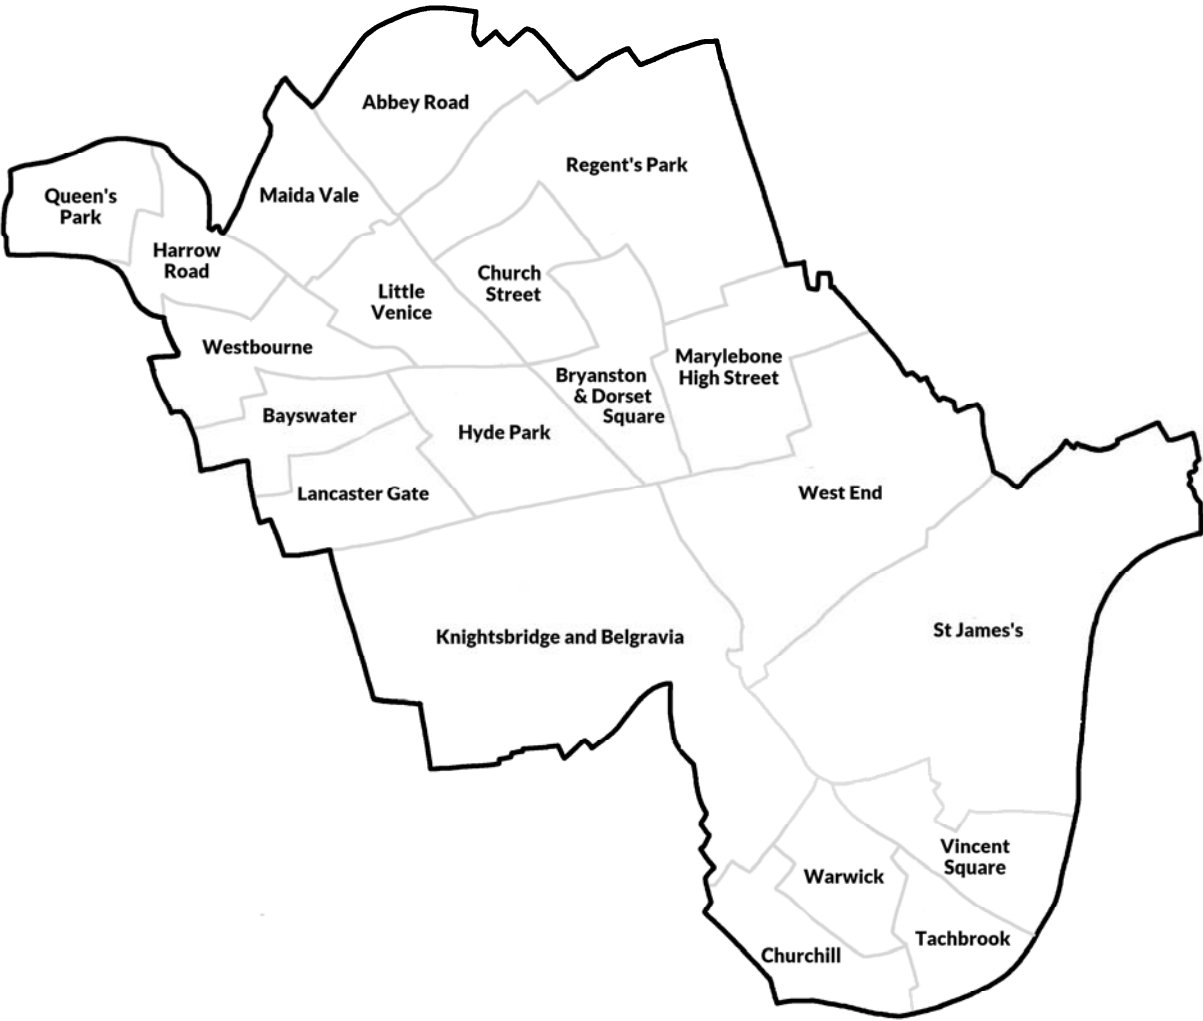 Abbey Road
Regent's Park
Queen's
Park
Maida Vale
Harrow
Road
Church
Street
Little
Venice
Westbourne
Marylebone
High Street
Bryanston
& Dorset
Square
Bayswater
Hyde Park
Lancaster Gate
West End
St James's
Knightsbridge and Belgravia
Vincent
Square
Warwick
Tachbrook
Churchill